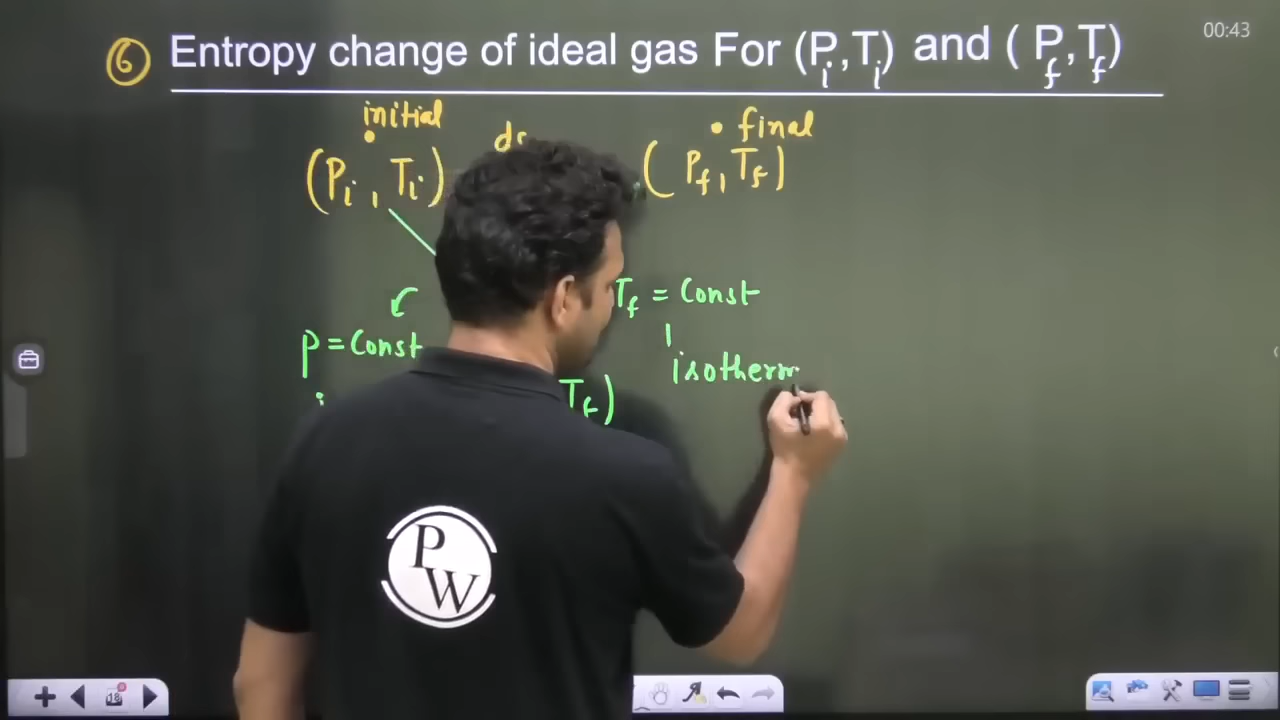 00:43
6 Entropy change of ideal gas For (Pi,Ti) and ( Pf,Tf)
initial
• final
(Pi , Ti)
( Pf, Tf)
Tf = Const
P = Const
isotherm
Tf)
P
W
18